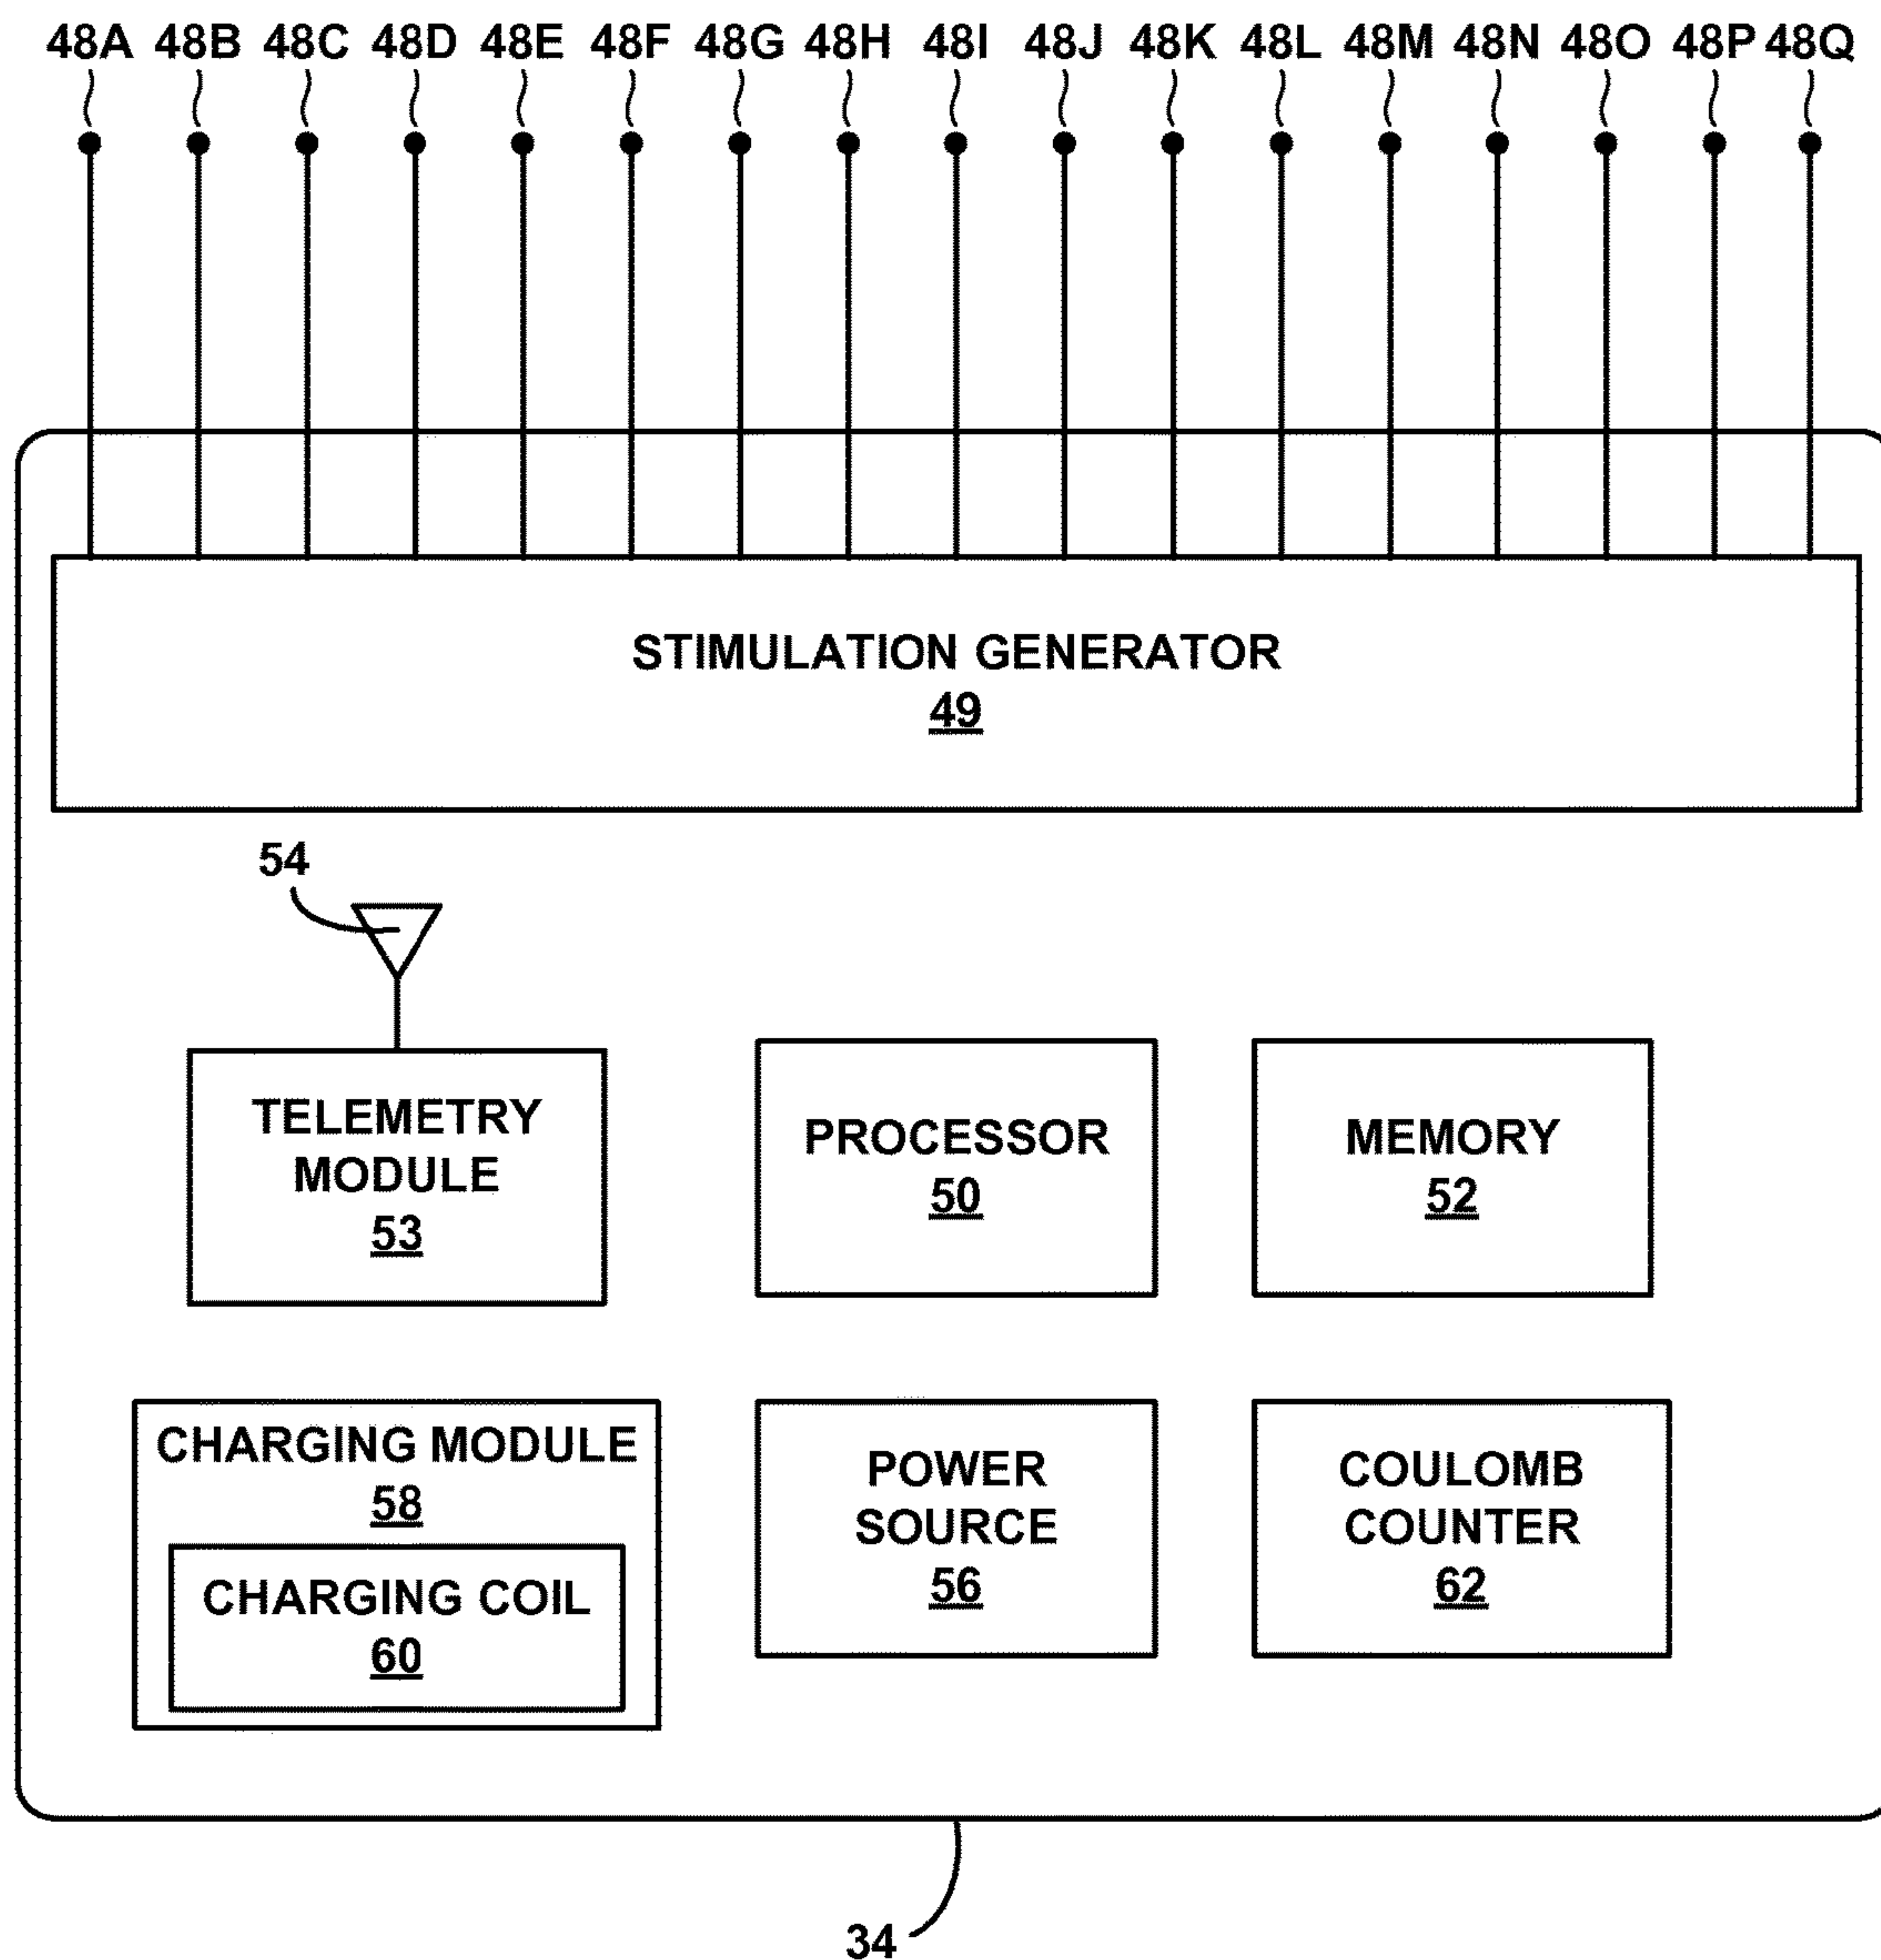 48A 48B 48C 48D 48E 48F 48G 48H 48I 48J 48K 48L 48M 48N 48O 48P 48Q
STIMULATION GENERATOR
49
54
TELEMETRY
MODULE
53
PROCESSOR
50
MEMORY
52
CHARGING MODULE
58
CHARGING COIL
60
POWER
SOURCE
56
COULOMB
COUNTER
62
34